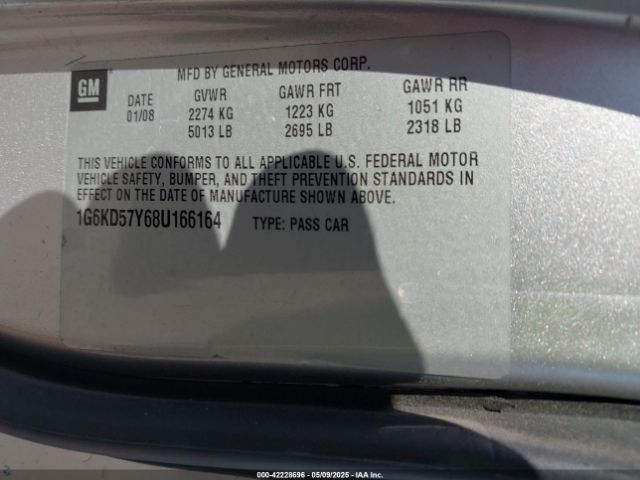 GM
MFD BY GENERAL MOTORS CORP.
DATE GVWR GAWR FRT GAWR RR
01/08 2274 KG 1223 KG 1051 KG
5013 LB 2695 LB 2318 LB
THIS VEHICLE CONFORMS TO ALL APPLICABLE U.S. FEDERAL MOTOR
VEHICLE SAFETY, BUMPER, AND THEFT PREVENTION STANDARDS IN
EFFECT ON THE DATE OF MANUFACTURE SHOWN ABOVE.
1G6KD57Y68U166164 TYPE: PASS CAR
000-42228696 | 05/09/2025 | IAA Inc.